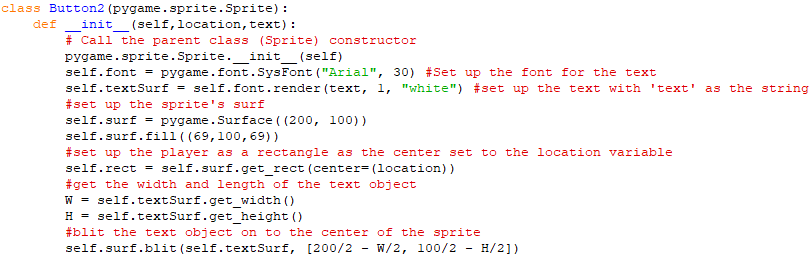 class Button2(pygame.sprite.Sprite):
    def __init__(self,location,text):
        # Call the parent class (Sprite) constructor
        pygame.sprite.Sprite.__init__(self)
        self.font = pygame.font.SysFont("Arial", 30) #Set up the font for the text
        self.textSurf = self.font.render(text, 1, "white") #set up the text with 'text' as the string
        #set up the sprite's surf
        self.surf = pygame.Surface((200, 100))
        self.surf.fill((69,100,69))
        #set up the player as a rectangle as the center set to the location variable
        self.rect = self.surf.get_rect(center=(location))
        #get the width and length of the text object
        W = self.textSurf.get_width()
        H = self.textSurf.get_height()
        #blit the text object on to the center of the sprite
        self.surf.blit(self.textSurf, [200/2 - W/2, 100/2 - H/2])